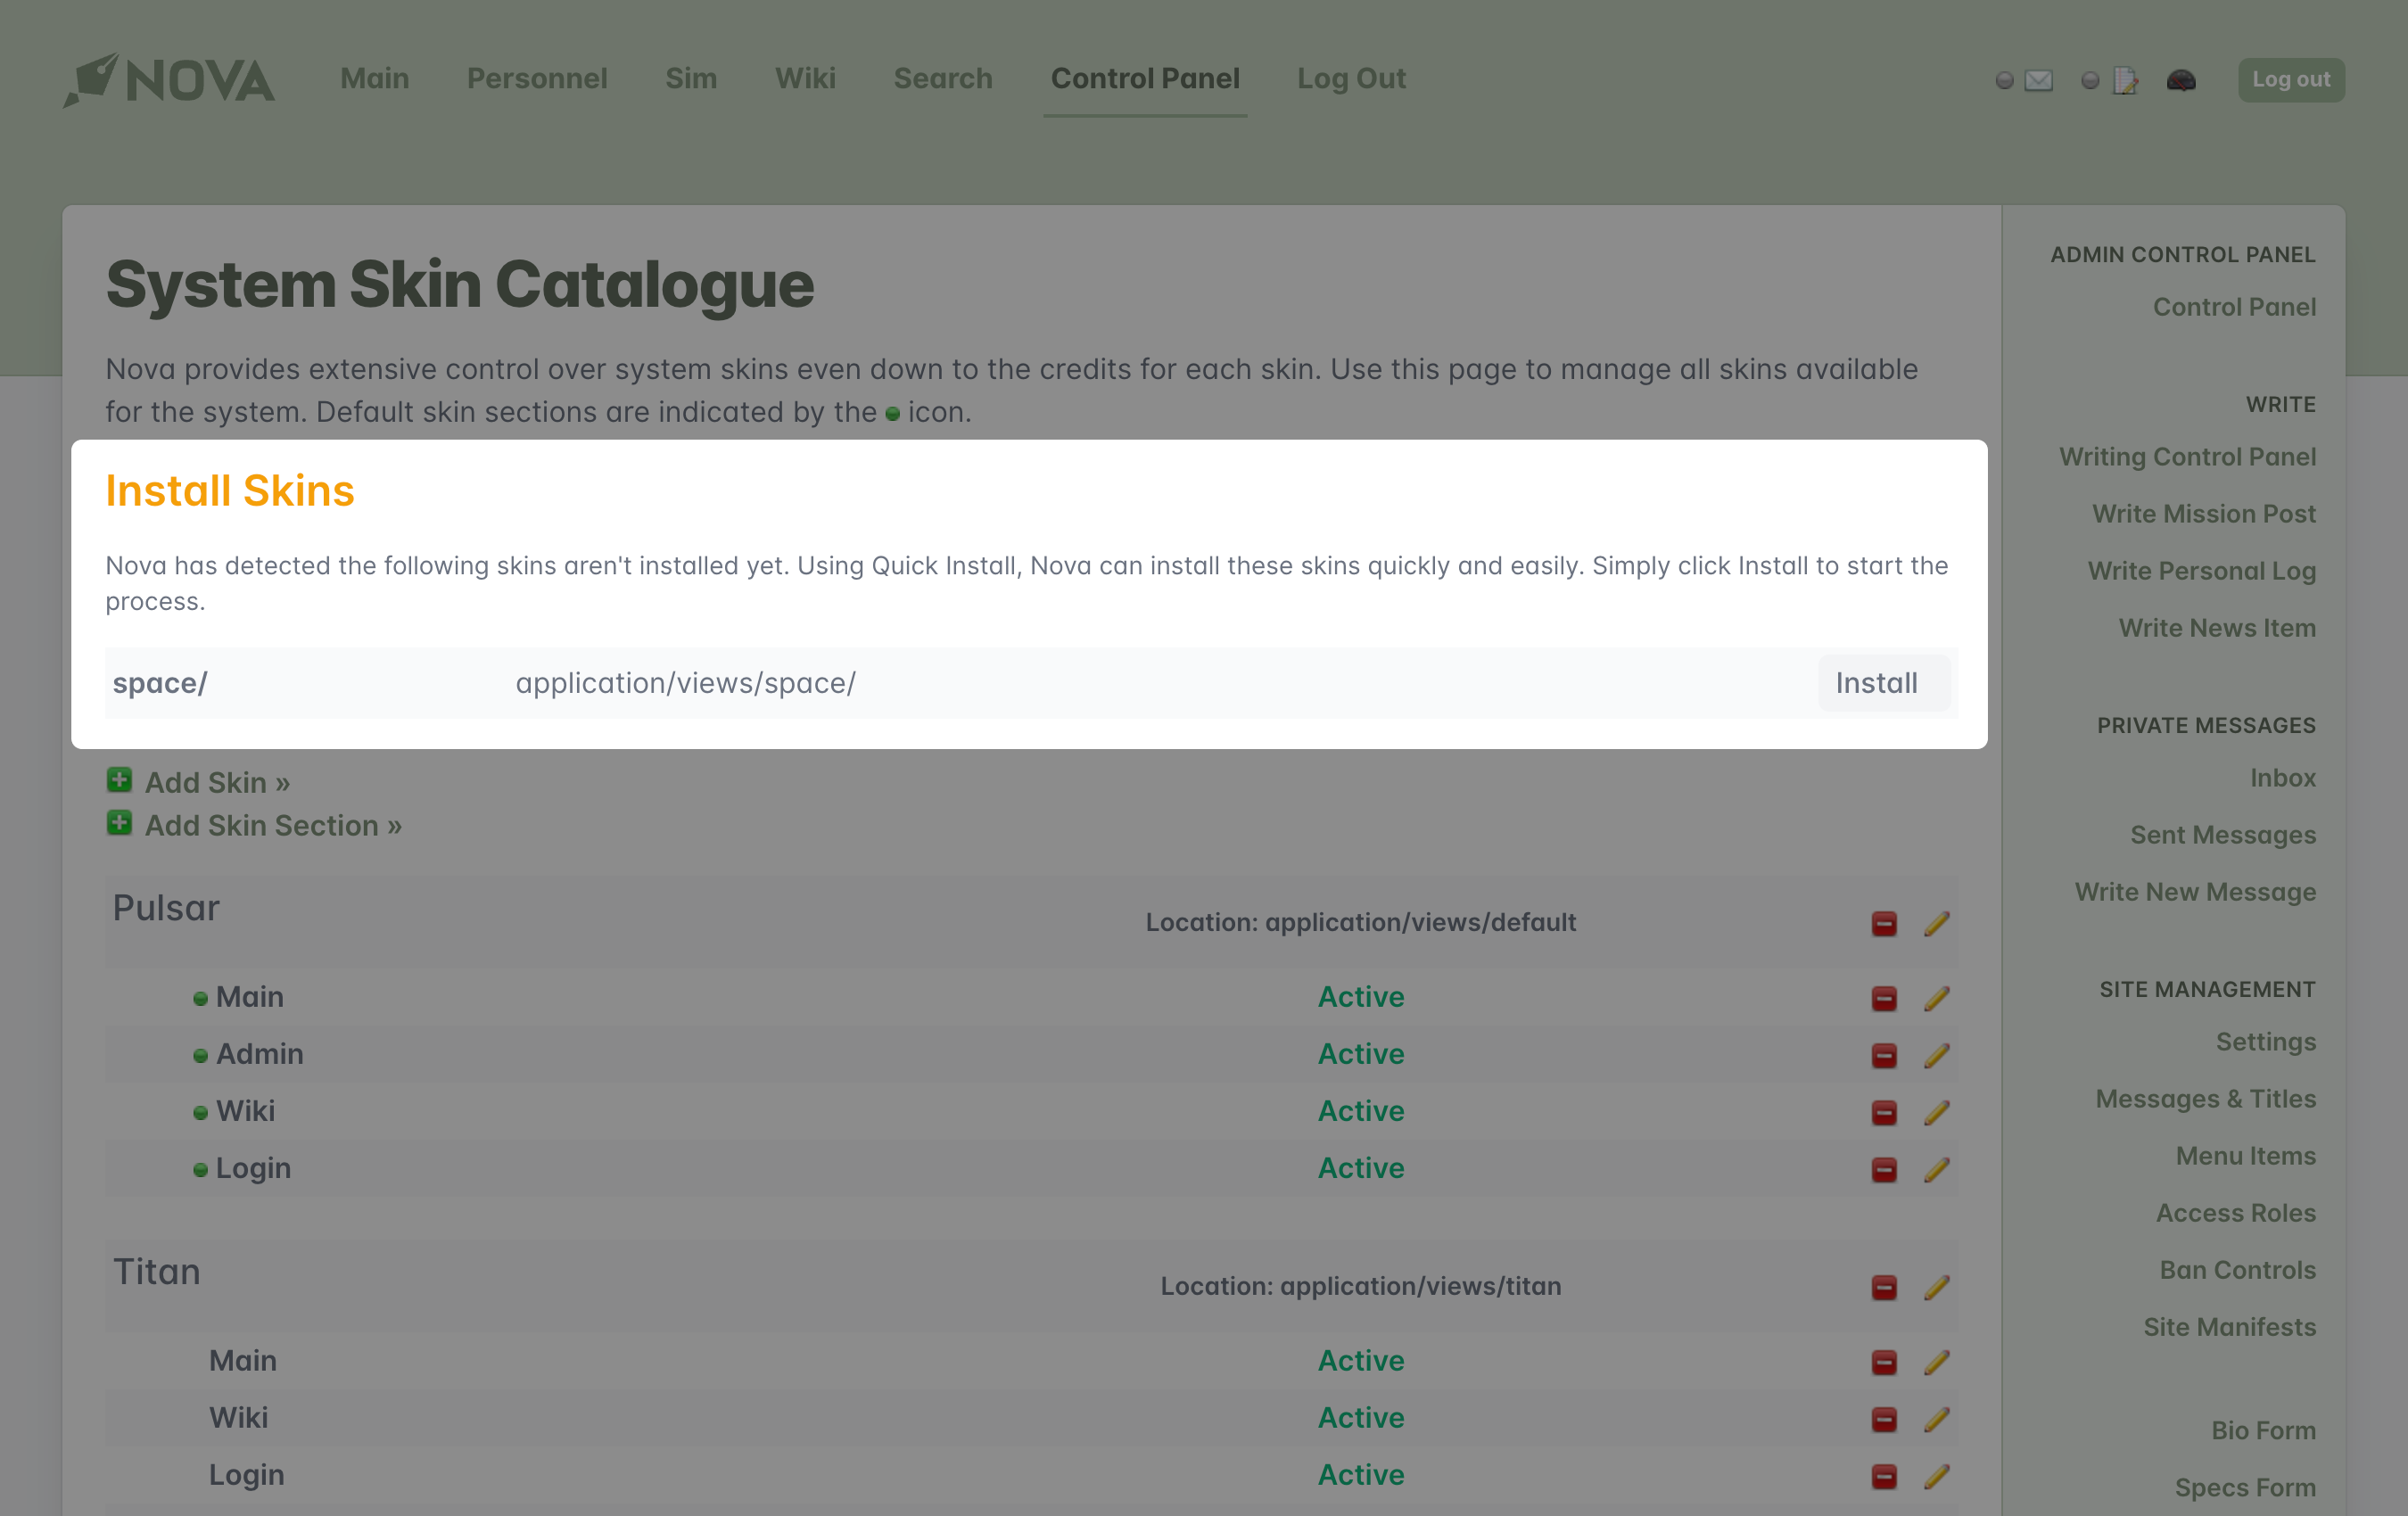 NOVA
Main
Personnel
Sim
Wiki
Search
Control Panel
Log Out
Log out
System Skin Catalogue
Nova provides extensive control over system skins even down to the credits for each skin. Use this page to manage all skins available
for the system. Default skin sections are indicated by the icon.
Install Skins
Nova has detected the following skins aren't installed yet. Using Quick Install, Nova can install these skins quickly and easily. Simply click Install to start the
process.
space/
application/views/space/
Install
Add Skin »
Add Skin Section »
Pulsar
Location: application/views/default
Main
Active
Admin
Active
Wiki
Active
Login
Active
Titan
Location: application/views/titan
Main
Active
Wiki
Active
Login
Active
ADMIN CONTROL PANEL
Control Panel
WRITE
Writing Control Panel
Write Mission Post
Write Personal Log
Write News Item
PRIVATE MESSAGES
Inbox
Sent Messages
Write New Message
SITE MANAGEMENT
Settings
Messages & Titles
Menu Items
Access Roles
Ban Controls
Site Manifests
Bio Form
Specs Form